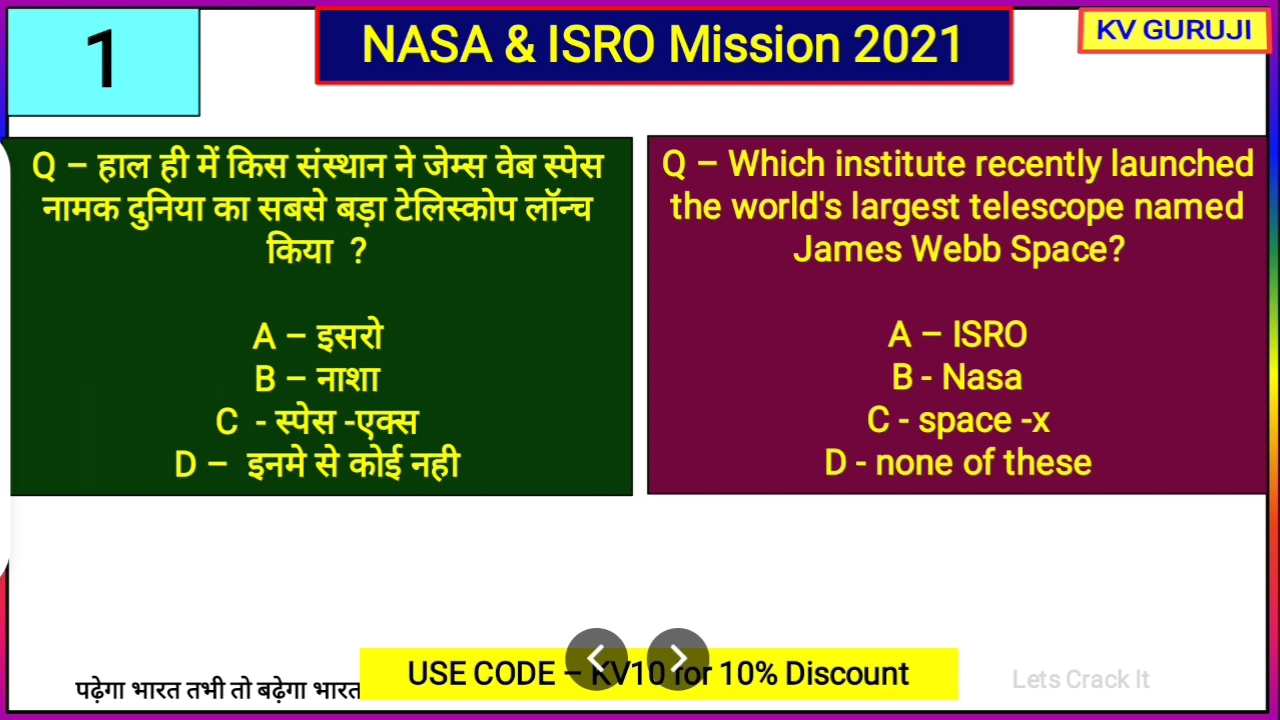 1
NASA & ISRO Mission 2021
KV GURUJI
Q – हाल ही में किस संस्थान ने जेम्स वेब स्पेस
नामक दुनिया का सबसे बड़ा टेलिस्कोप लॉन्च
किया ?
A – इसरो
B – नाशा
C - स्पेस -एक्स
D – इनमे से कोई नही
Q – Which institute recently launched
the world's largest telescope named
James Webb Space?
A – ISRO
B - Nasa
C - space -x
D - none of these
पढ़ेगा भारत तभी तो बढ़ेगा भारत
USE CODE – KV10 for 10% Discount
Lets Crack It